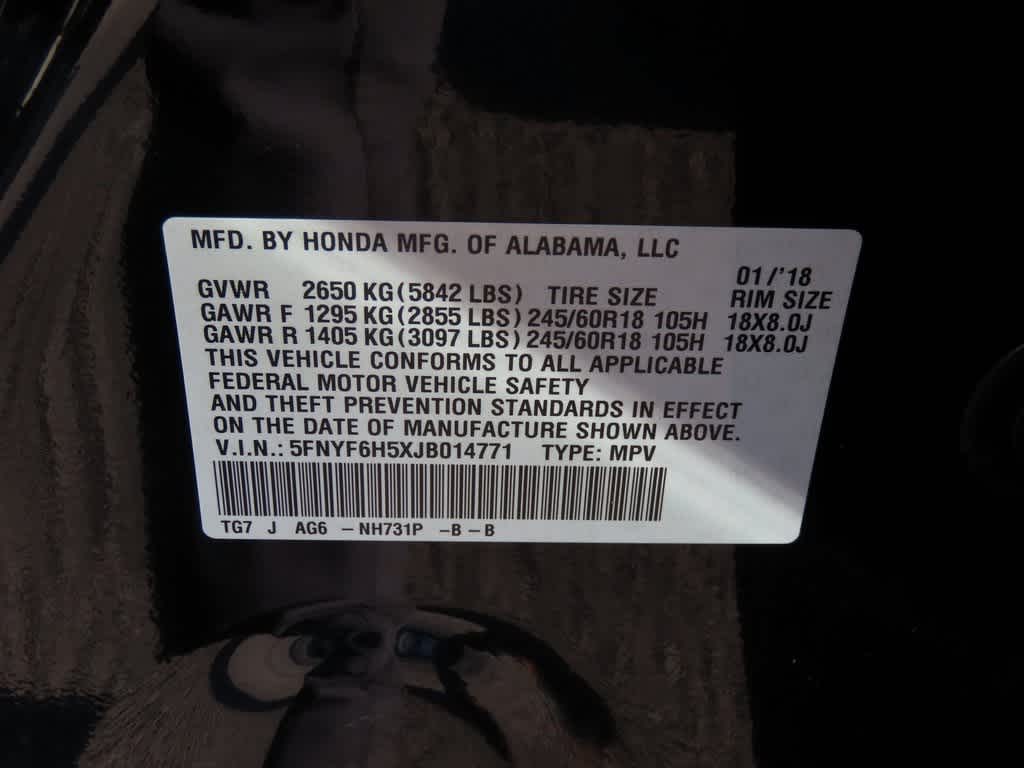 MFD. BY HONDA MFG. OF ALABAMA, LLC
01/'18
GVWR 2650 KG (5842 LBS) TIRE SIZE RIM SIZE
GAWR F 1295 KG (2855 LBS) 245/60R18 105H 18X8.0J
GAWR R 1405 KG (3097 LBS) 245/60R18 105H 18X8.0J
THIS VEHICLE CONFORMS TO ALL APPLICABLE
FEDERAL MOTOR VEHICLE SAFETY
AND THEFT PREVENTION STANDARDS IN EFFECT
ON THE DATE OF MANUFACTURE SHOWN ABOVE.
V.I.N.: 5FNYF6H5XJB014771 TYPE: MPV
TG7 J AG6 – NH731P –B – B